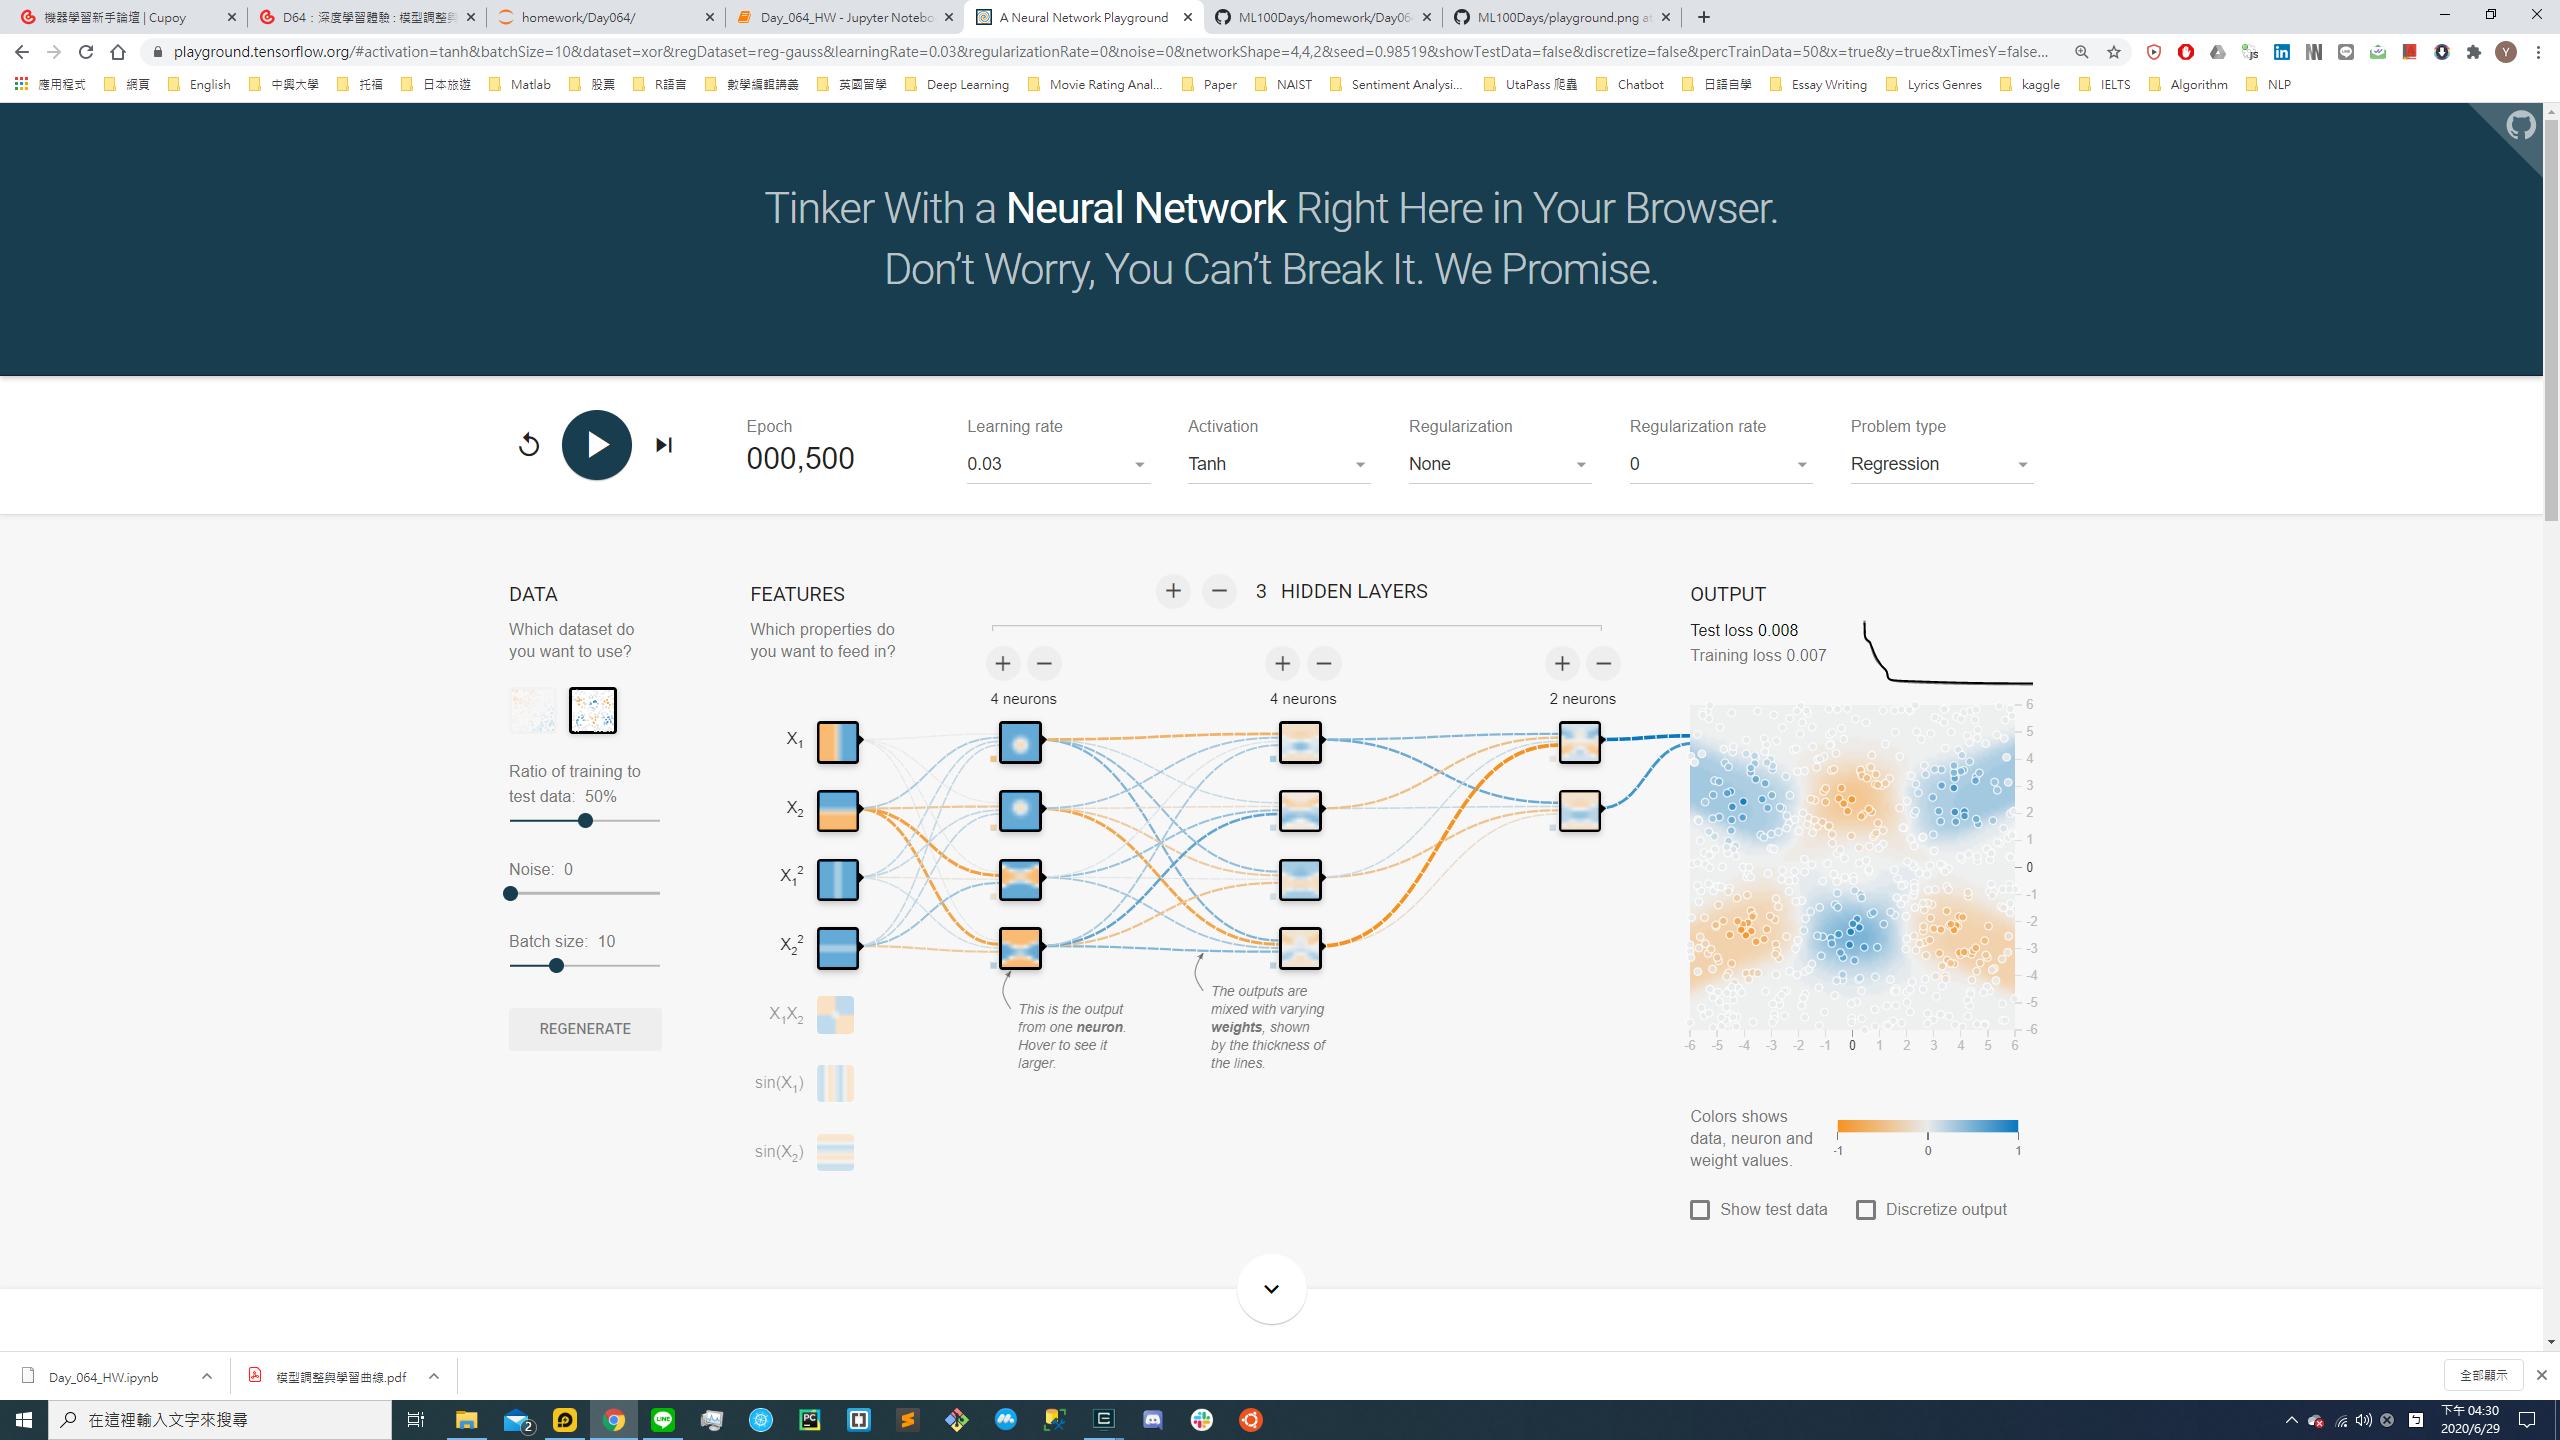 機器學習新手論壇 | Cupoy
D64：深度學習體驗 : 模型調整與
homework/Day064/
Day_064_HW - Jupyter Notebo
A Neural Network Playground
ML100Days/homework/Day06
ML100Days/playground.png at
playground.tensorflow.org/#activation=tanh&batchSize=10&dataset=xor&regDataset=reg-gauss&learningRate=0.03&regularizationRate=0&noise=0&networkShape=4,4,2&seed=0.98519&showTestData=false&discretize=false&percTrainData=50&x=true&y=true&xTimesY=false...
應用程式 網頁 English 中興大學 托福 日本旅遊 Matlab 股票 R語言 數學編輯講義 英國留學 Deep Learning Movie Rating Anal... Paper NAIST Sentiment Analysi... UtaPass 爬蟲 Chatbot 日語自學 Essay Writing Lyrics Genres kaggle IELTS Algorithm NLP
Tinker With a Neural Network Right Here in Your Browser.
Don’t Worry, You Can’t Break It. We Promise.
Epoch
000,500
Learning rate
0.03
Activation
Tanh
Regularization
None
Regularization rate
0
Problem type
Regression
DATA
Which dataset do
you want to use?
Ratio of training to
test data: 50%
Noise: 0
Batch size: 10
REGENERATE
FEATURES
Which properties do
you want to feed in?
X1
X2
X1²
X2²
X1X2
sin(X1)
sin(X2)
+ − 3 HIDDEN LAYERS
+ −
4 neurons
+ −
4 neurons
+ −
2 neurons
This is the output
from one neuron.
Hover to see it
larger.
The outputs are
mixed with varying
weights, shown
by the thickness of
the lines.
OUTPUT
Test loss 0.008
Training loss 0.007
6
5
4
3
2
1
0
-1
-2
-3
-4
-5
-6
-6 -5 -4 -3 -2 -1 0 1 2 3 4 5 6
Colors shows
data, neuron and
weight values.
-1 0 1
Show test data
Discretize output
Day_064_HW.ipynb
模型調整與學習曲線.pdf
全部顯示
在這裡輸入文字來搜尋
2
下午 04:30
2020/6/29